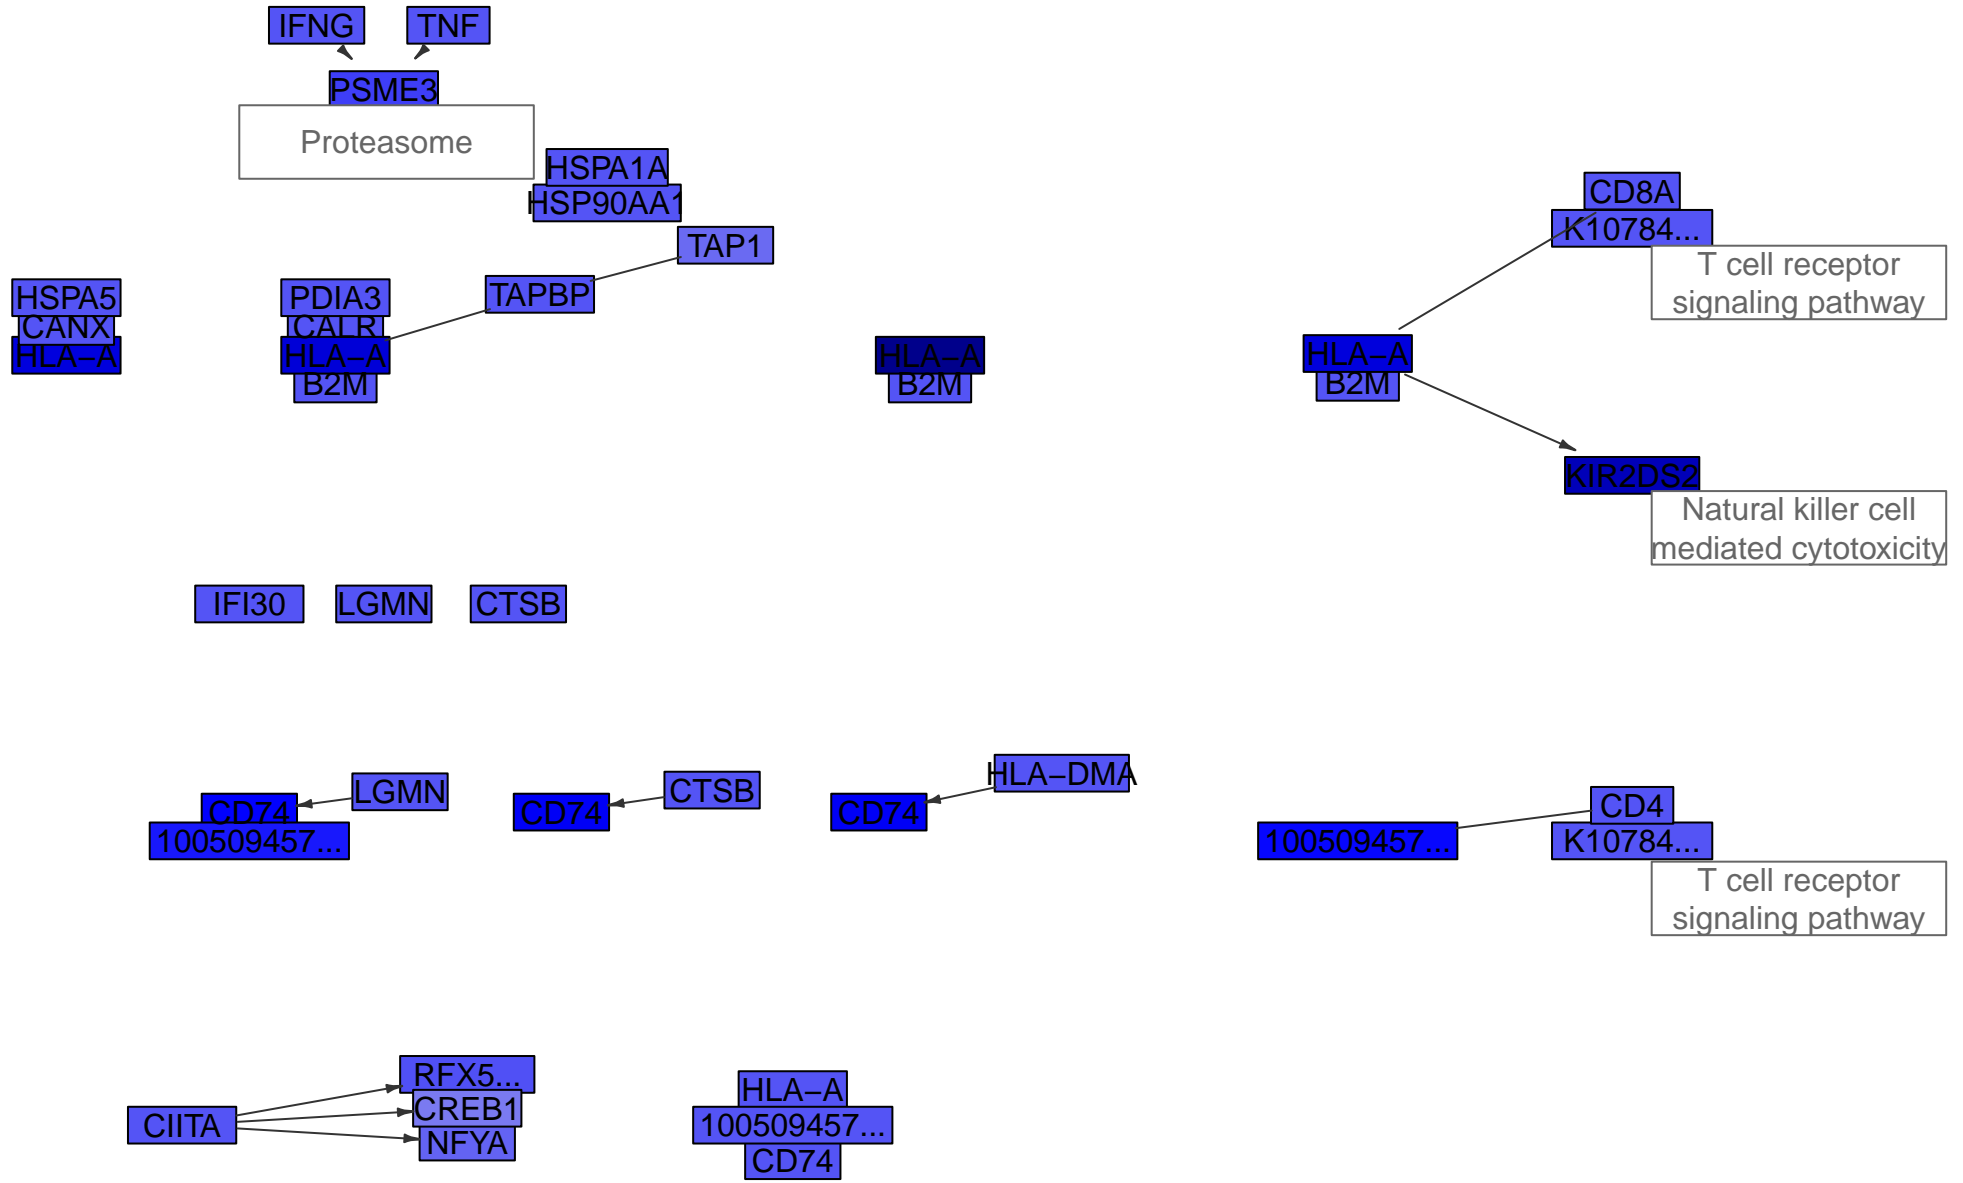 IFNG
TNF
PSME3
Proteasome
HSPA1A
HSP90AA1
TAP1
TAPBP
HSPA5
CANX
HLA−A
PDIA3
CALR
HLA−A
B2M
HLA−A
B2M
CD8A
K10784...
T cell receptor
signaling pathway
HLA−A
B2M
KIR2DS2
Natural killer cell
mediated cytotoxicity
IFI30
LGMN
CTSB
LGMN
CD74
100509457...
CTSB
CD74
HLA−DMA
CD74
CD4
100509457...
K10784...
T cell receptor
signaling pathway
CIITA
RFX5...
CREB1
NFYA
HLA−A
100509457...
CD74